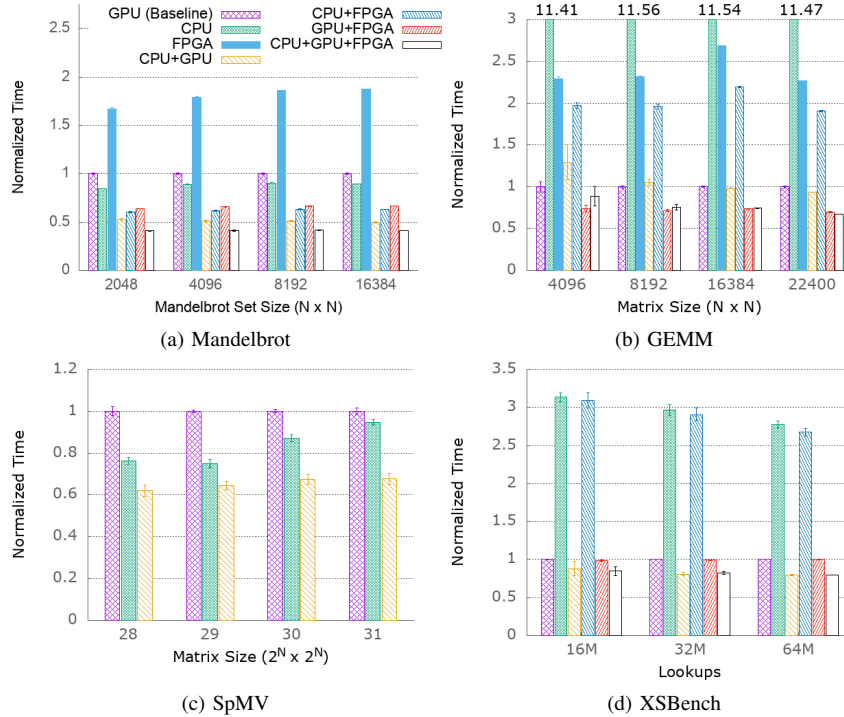 GPU (Baseline)
CPU
FPGA
CPU+GPU
CPU+FPGA
GPU+FPGA
CPU+GPU+FPGA
Normalized Time
2
1.5
1
0.5
0
2048 4096 8192 16384
Mandelbrot Set Size (N x N)
(a) Mandelbrot
11.41 11.56 11.54 11.47
Normalized Time
3
2.5
2
1.5
1
0.5
0
4096 8192 16384 22400
Matrix Size (N x N)
(b) GEMM
Normalized Time
1.2
1
0.8
0.6
0.4
0.2
0
28 29 30 31
Matrix Size (2^N x 2^N)
(c) SpMV
Normalized Time
3.5
3
2.5
2
1.5
1
0.5
0
16M 32M 64M
Lookups
(d) XSBench